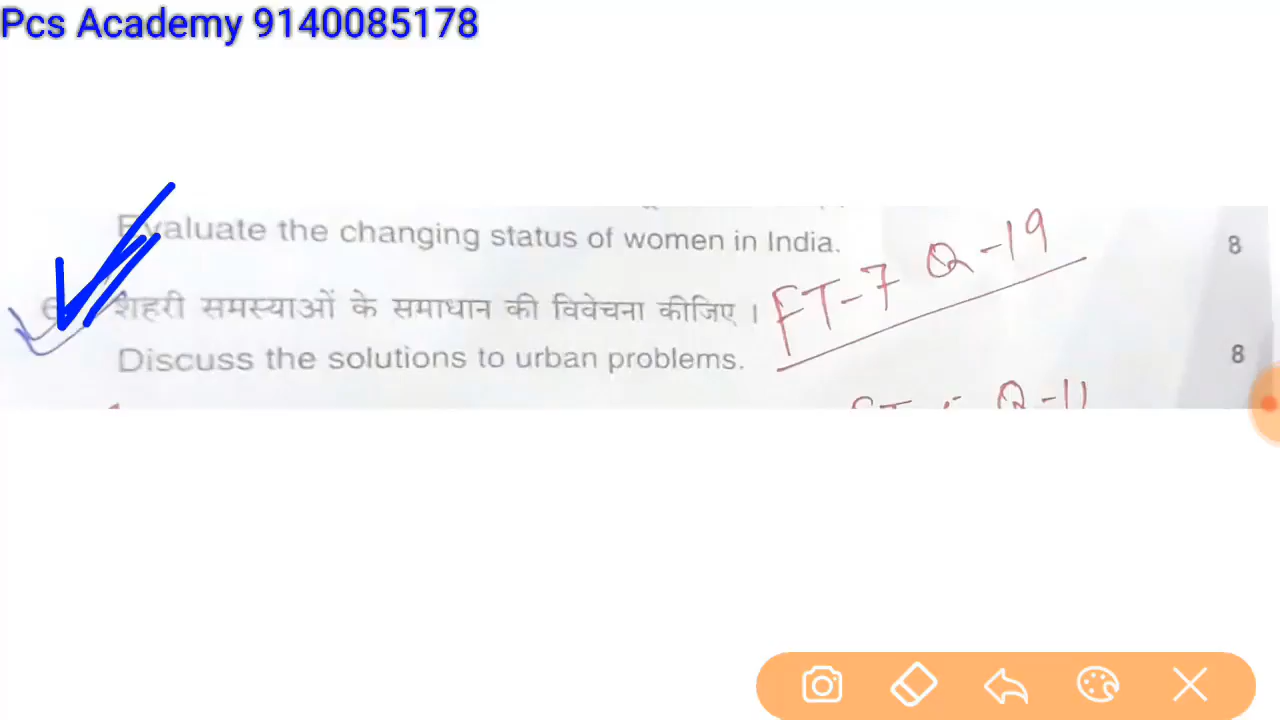 Pcs Academy 9140085178
Evaluate the changing status of women in India. 8
शहरी समस्याओं के समाधान की विवेचना कीजिए ।
FT-7 Q-19
Discuss the solutions to urban problems. 8
Q-11